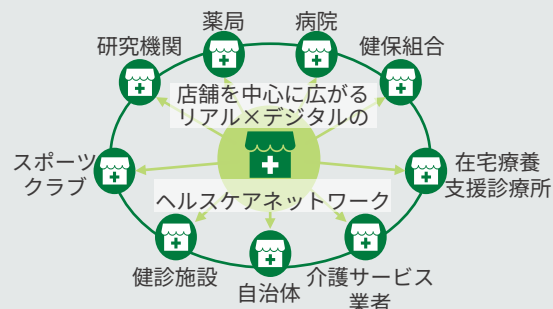 薬局
病院
研究機関
健保組合
店舗を中心に広がる
リアル×デジタルの
スポーツ
クラブ
在宅療養
支援診療所
ヘルスケアネットワーク
健診施設
自治体
介護サービス
業者